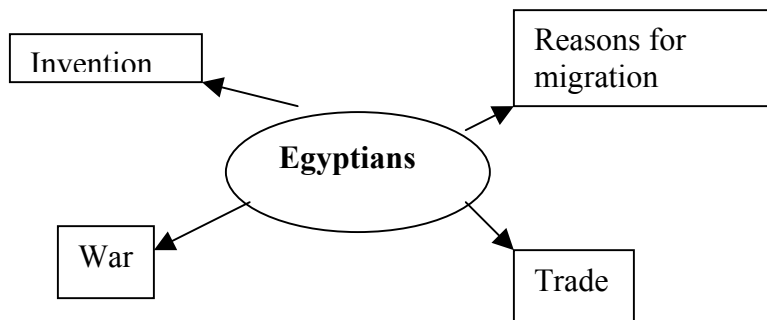 Invention
Reasons for
migration
Egyptians
War
Trade